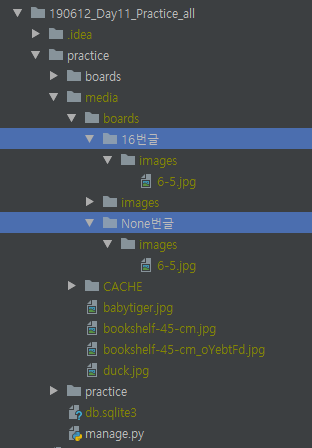 190612_Day11_Practice_all
.idea
practice
boards
media
boards
16번글
images
6-5.jpg
images
None번글
images
6-5.jpg
CACHE
babytiger.jpg
bookshelf-45-cm.jpg
bookshelf-45-cm_oYebtFd.jpg
duck.jpg
practice
db.sqlite3
manage.py